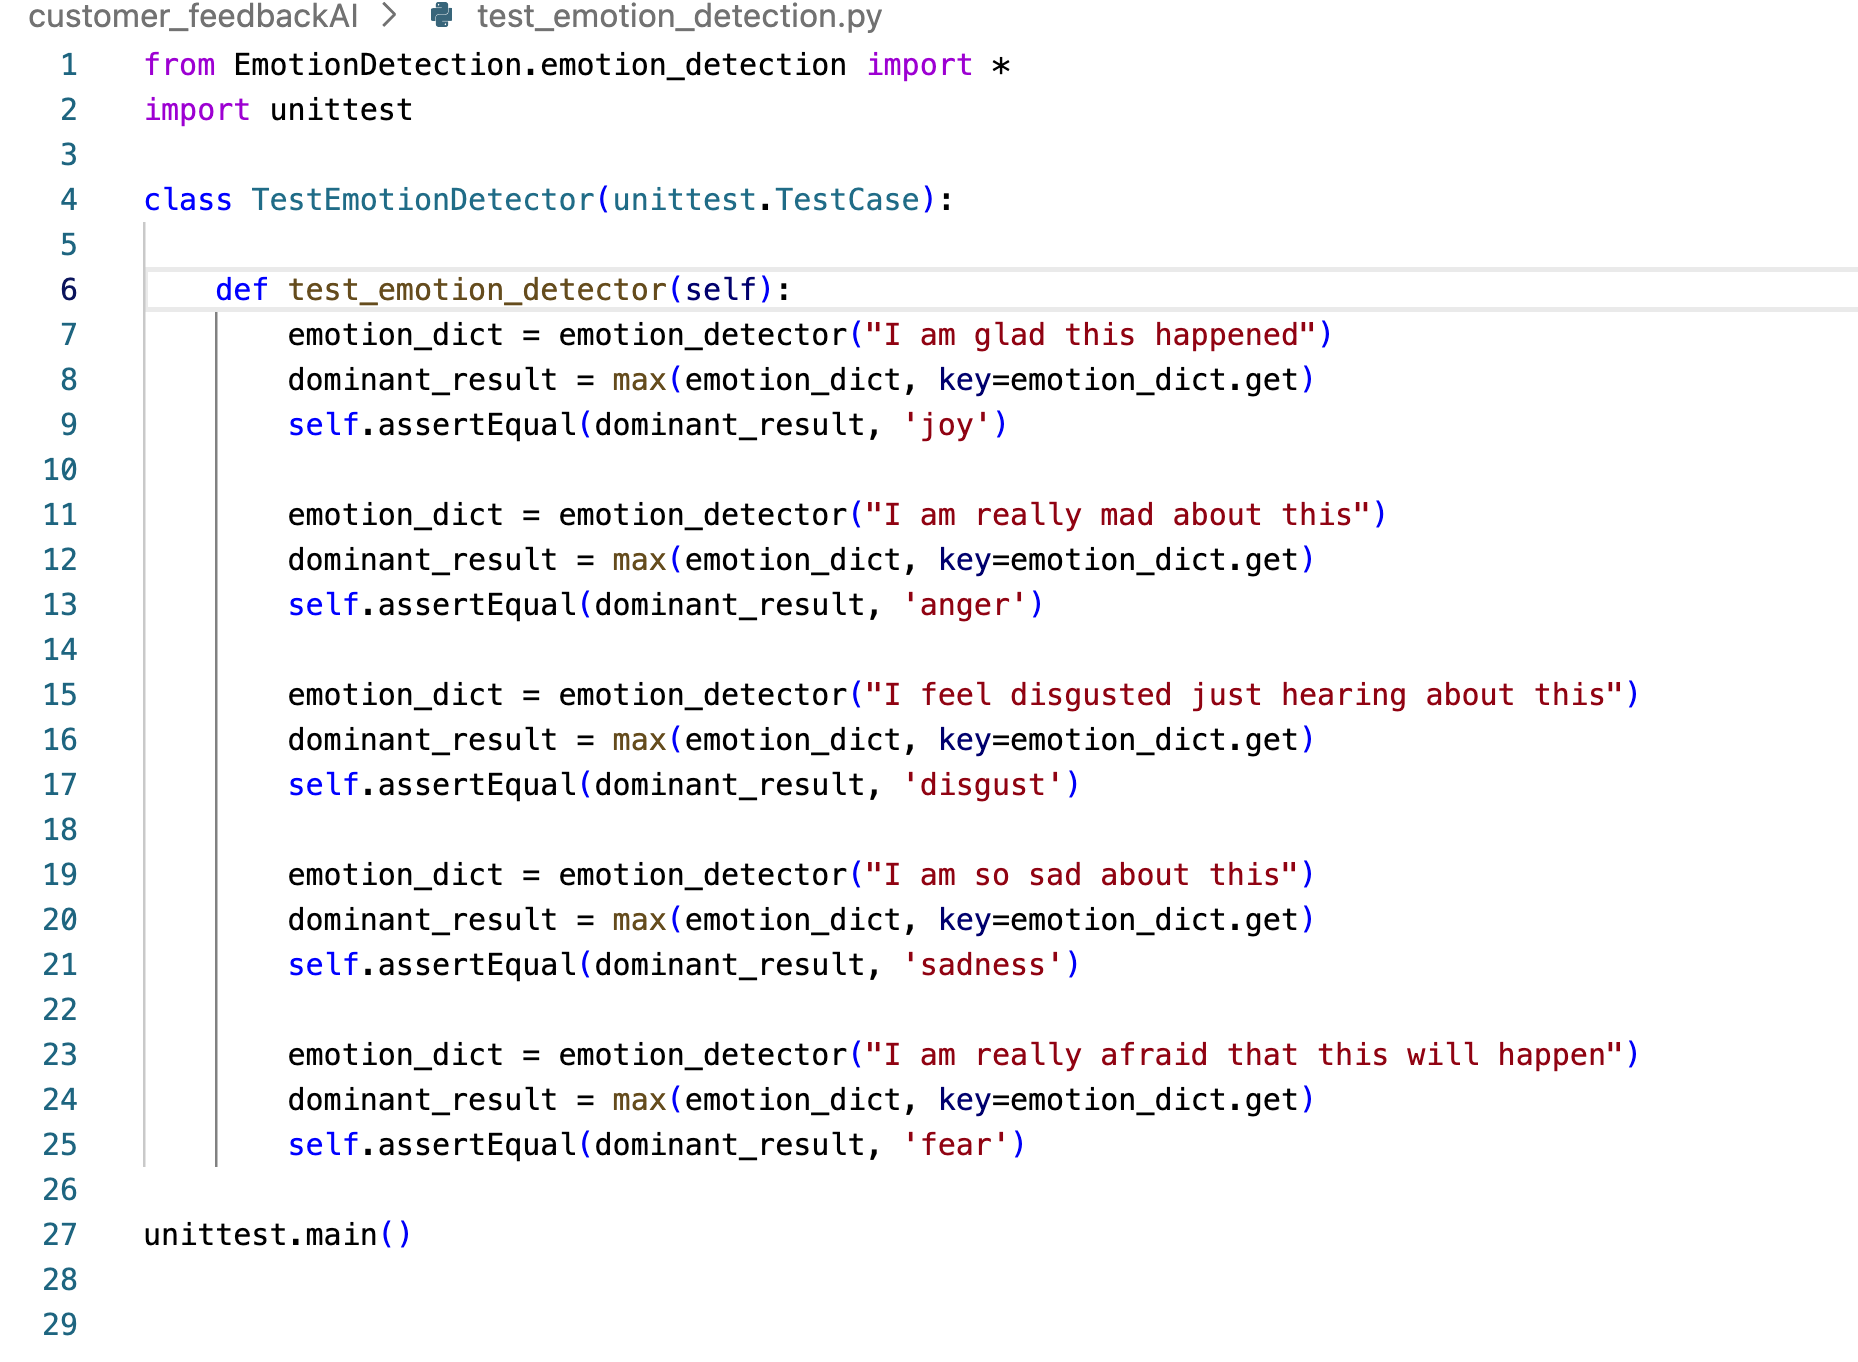 customer_feedbackAI > test_emotion_detection.py
1 from EmotionDetection.emotion_detection import *
2 import unittest
3
4 class TestEmotionDetector(unittest.TestCase):
5
6     def test_emotion_detector(self):
7         emotion_dict = emotion_detector("I am glad this happened")
8         dominant_result = max(emotion_dict, key=emotion_dict.get)
9         self.assertEqual(dominant_result, 'joy')
10
11         emotion_dict = emotion_detector("I am really mad about this")
12         dominant_result = max(emotion_dict, key=emotion_dict.get)
13         self.assertEqual(dominant_result, 'anger')
14
15         emotion_dict = emotion_detector("I feel disgusted just hearing about this")
16         dominant_result = max(emotion_dict, key=emotion_dict.get)
17         self.assertEqual(dominant_result, 'disgust')
18
19         emotion_dict = emotion_detector("I am so sad about this")
20         dominant_result = max(emotion_dict, key=emotion_dict.get)
21         self.assertEqual(dominant_result, 'sadness')
22
23         emotion_dict = emotion_detector("I am really afraid that this will happen")
24         dominant_result = max(emotion_dict, key=emotion_dict.get)
25         self.assertEqual(dominant_result, 'fear')
26
27 unittest.main()
28
29